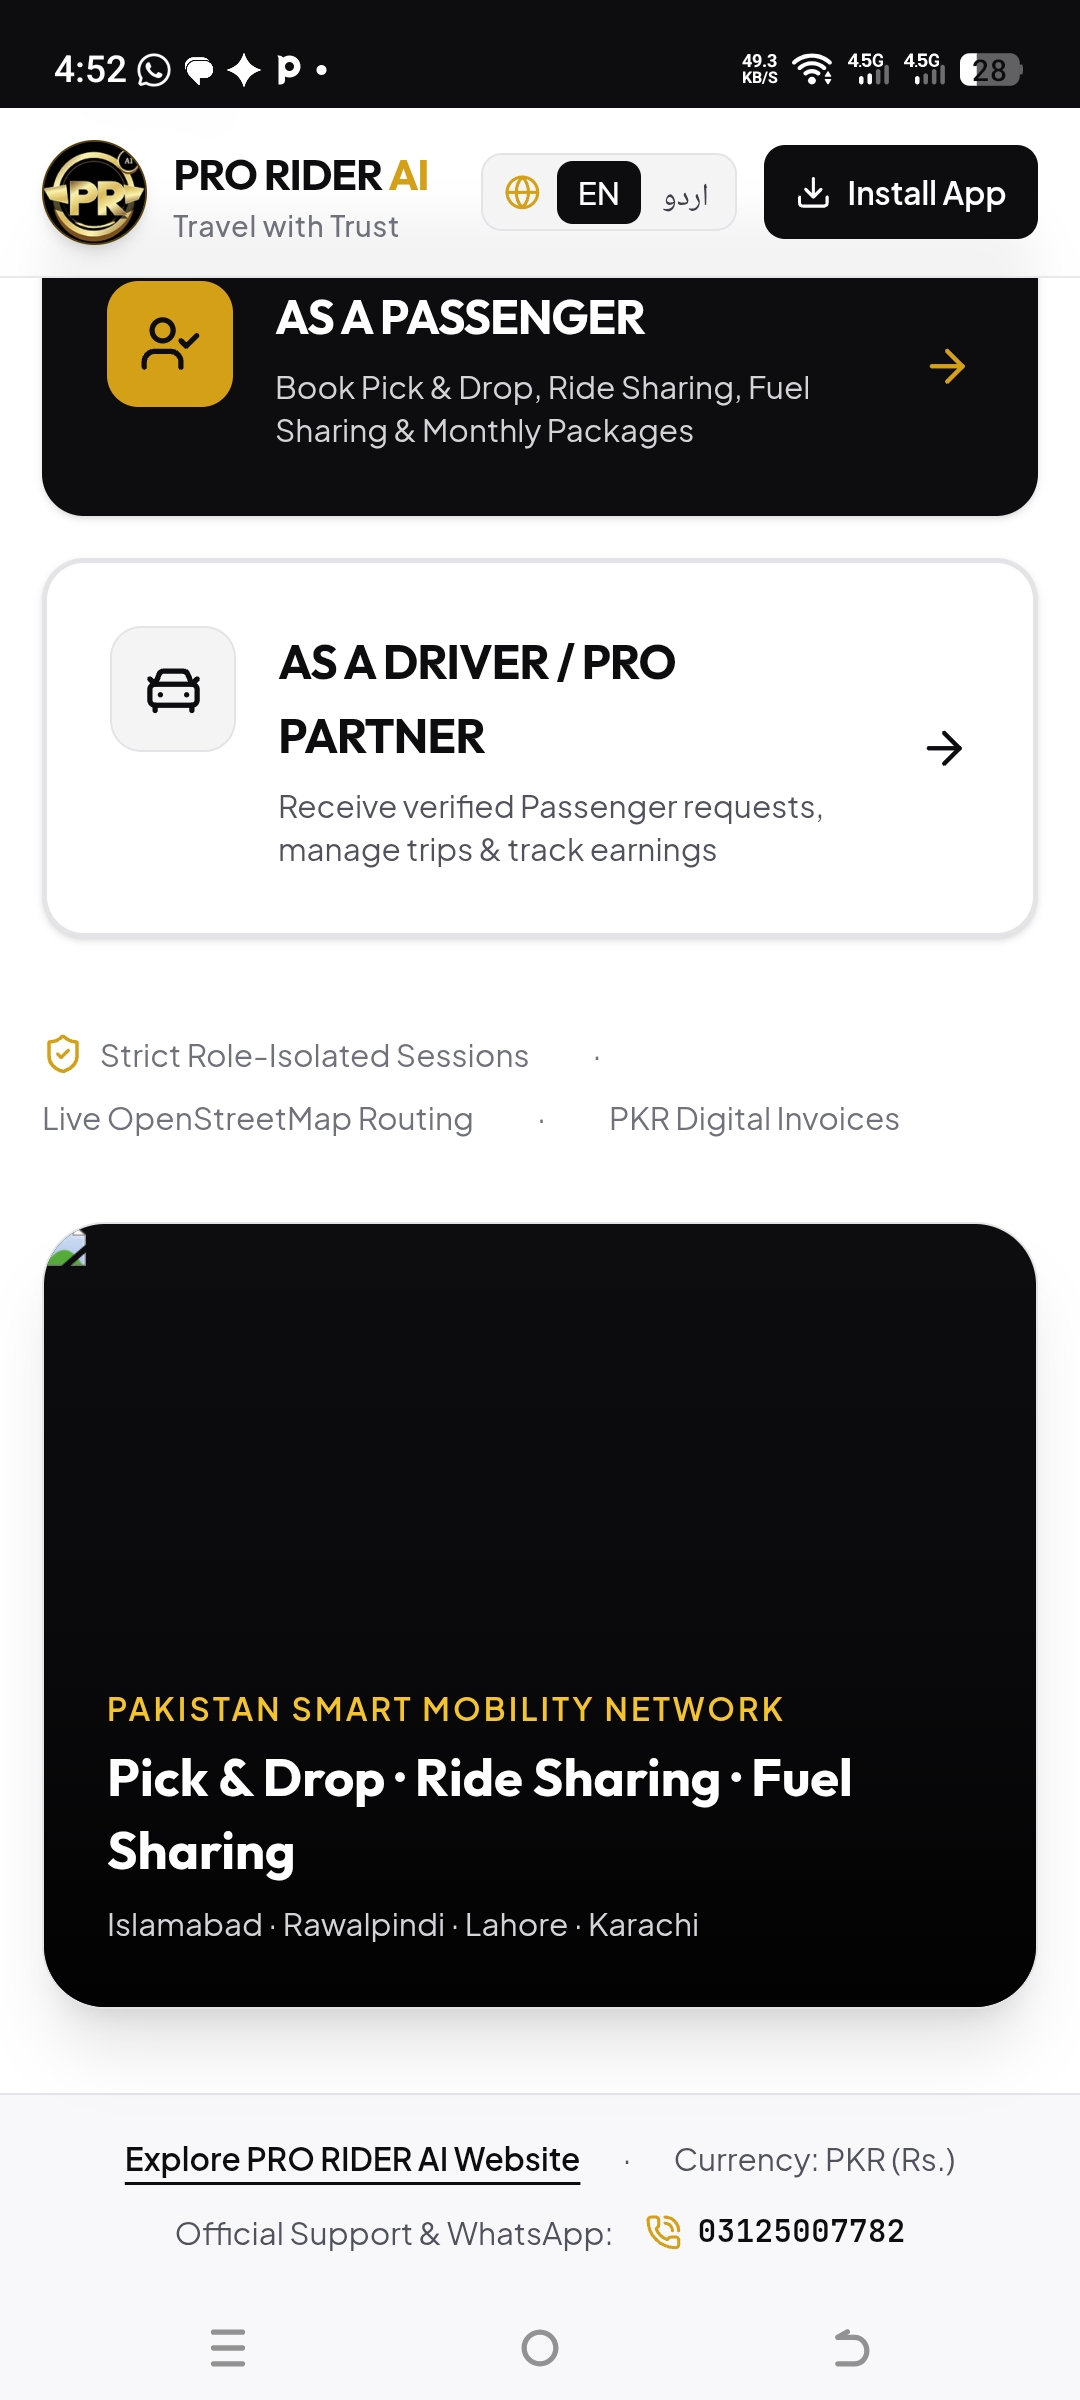 4:52
49.3
KB/S
4.5G
4.5G
28
PR
AI
PRO RIDER AI
Travel with Trust
EN
اردو
Install App
AS A PASSENGER
Book Pick & Drop, Ride Sharing, Fuel
Sharing & Monthly Packages
AS A DRIVER / PRO
PARTNER
Receive verified Passenger requests,
manage trips & track earnings
Strict Role-Isolated Sessions ·
Live OpenStreetMap Routing · PKR Digital Invoices
PAKISTAN SMART MOBILITY NETWORK
Pick & Drop · Ride Sharing · Fuel
Sharing
Islamabad · Rawalpindi · Lahore · Karachi
Explore PRO RIDER AI Website · Currency: PKR (Rs.)
Official Support & WhatsApp: 03125007782